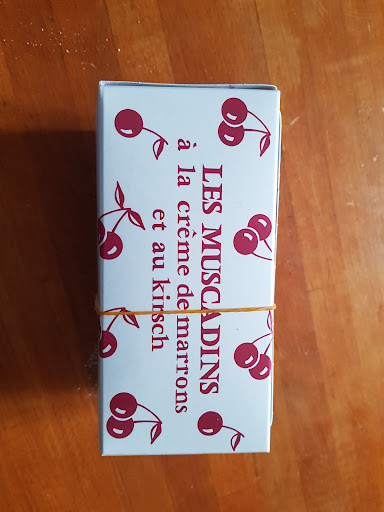 LES MUSCADINS
à la crème de marrons
et au kirsch